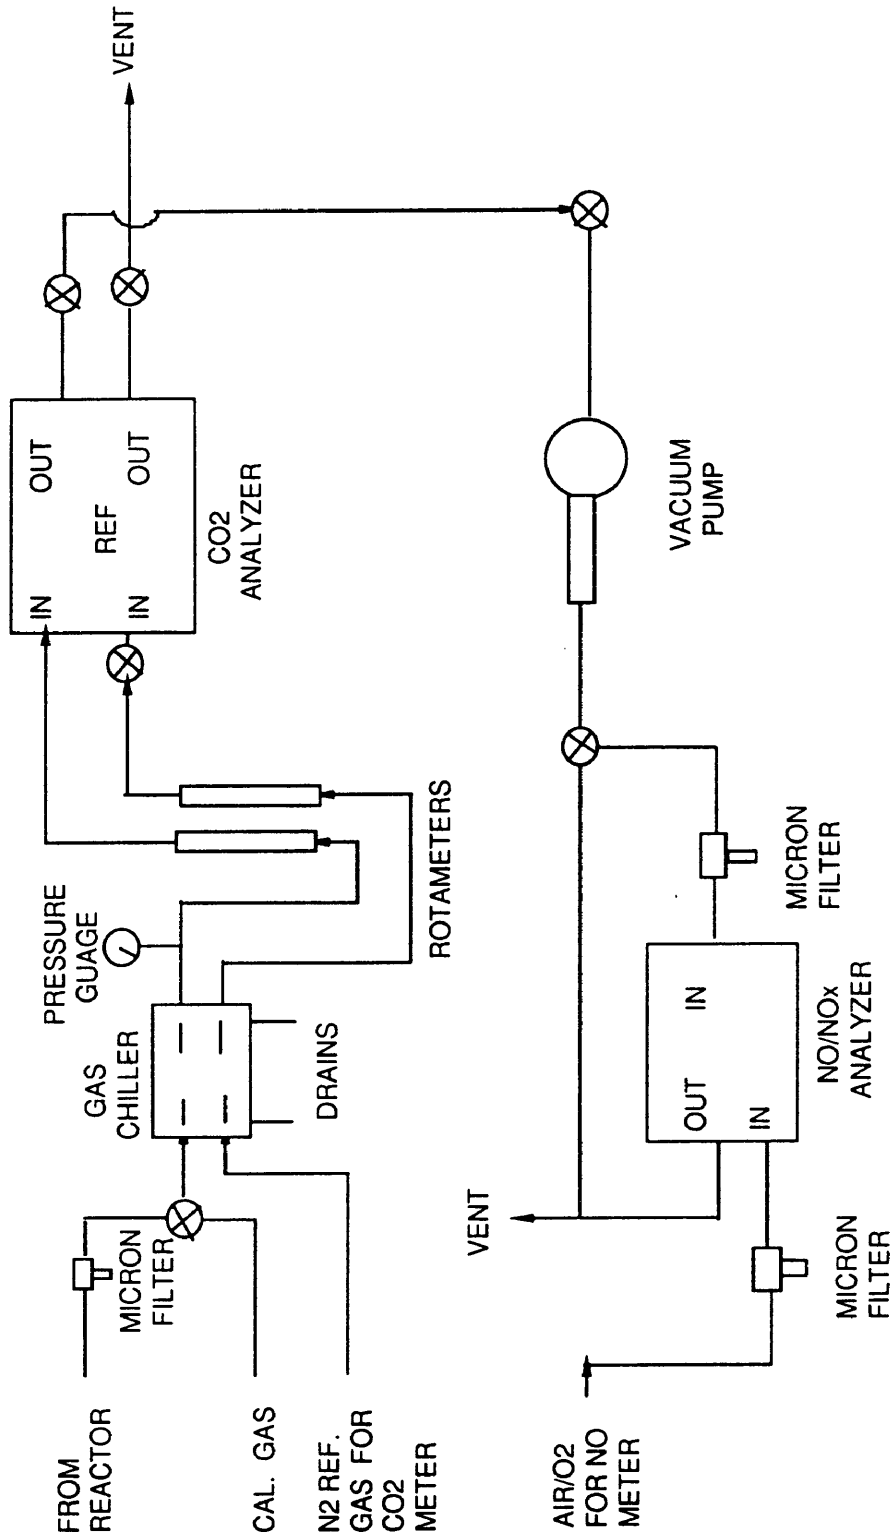 FROM
REACTOR
MICRON
FILTER
CAL. GAS
N2 REF.
GAS FOR
CO2
METER
GAS
CHILLER
DRAINS
PRESSURE
GUAGE
ROTAMETERS
IN
OUT
REF
IN
OUT
CO2
ANALYZER
VENT
AIR/O2
FOR NO
METER
VENT
MICRON
FILTER
OUT
IN
IN
NO/NOx
ANALYZER
MICRON
FILTER
VACUUM
PUMP